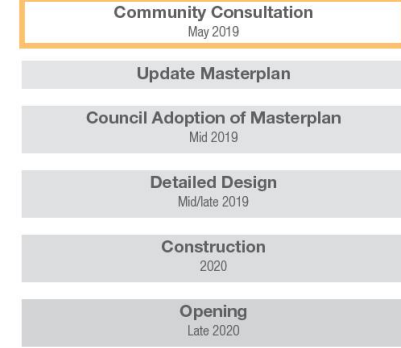 Community Consultation
May 2019
Update Masterplan
Council Adoption of Masterplan
Mid 2019
Detailed Design
Mid/late 2019
Construction
2020
Opening
Late 2020